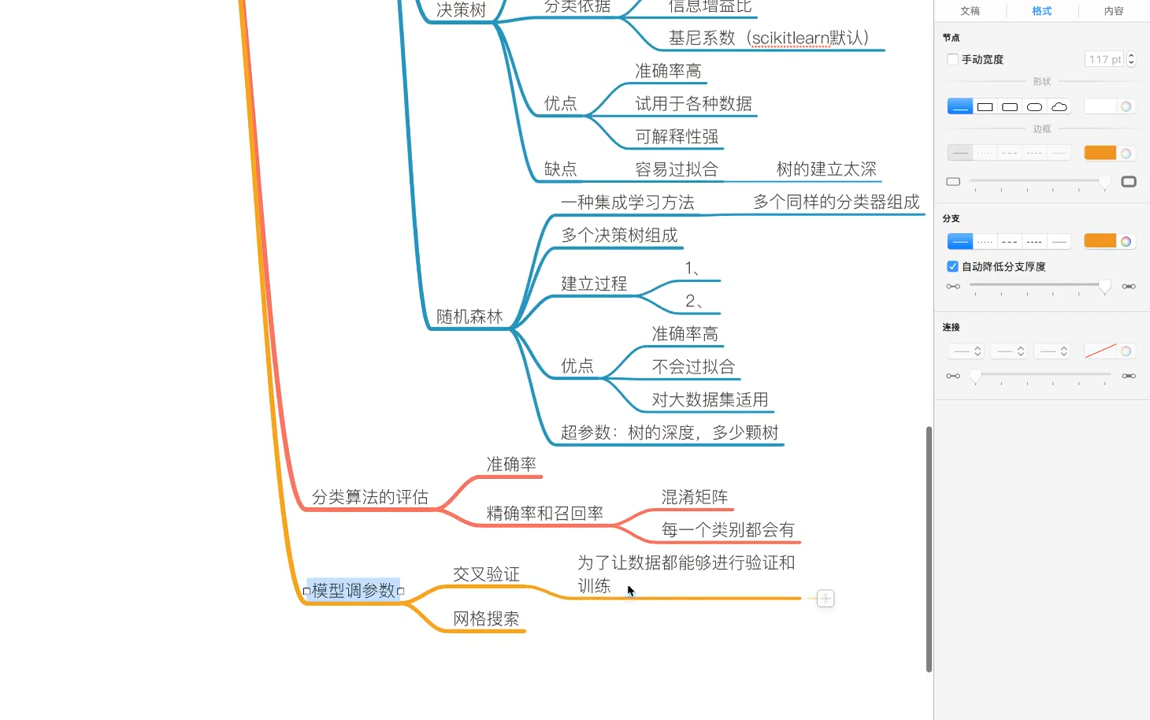 决策树
分类依据
信息增益比
基尼系数（scikitlearn默认）
优点
准确率高
试用于各种数据
可解释性强
缺点
容易过拟合
树的建立太深
随机森林
一种集成学习方法
多个同样的分类器组成
多个决策树组成
建立过程
1、
2、
优点
准确率高
不会过拟合
对大数据集适用
超参数：树的深度，多少颗树
分类算法的评估
准确率
精确率和召回率
混淆矩阵
每一个类别都会有
模型调参数
交叉验证
为了让数据都能够进行验证和
训练
网格搜索
文稿
格式
内容
节点
手动宽度
117 pt
形状
边框
分支
自动降低分支厚度
连接